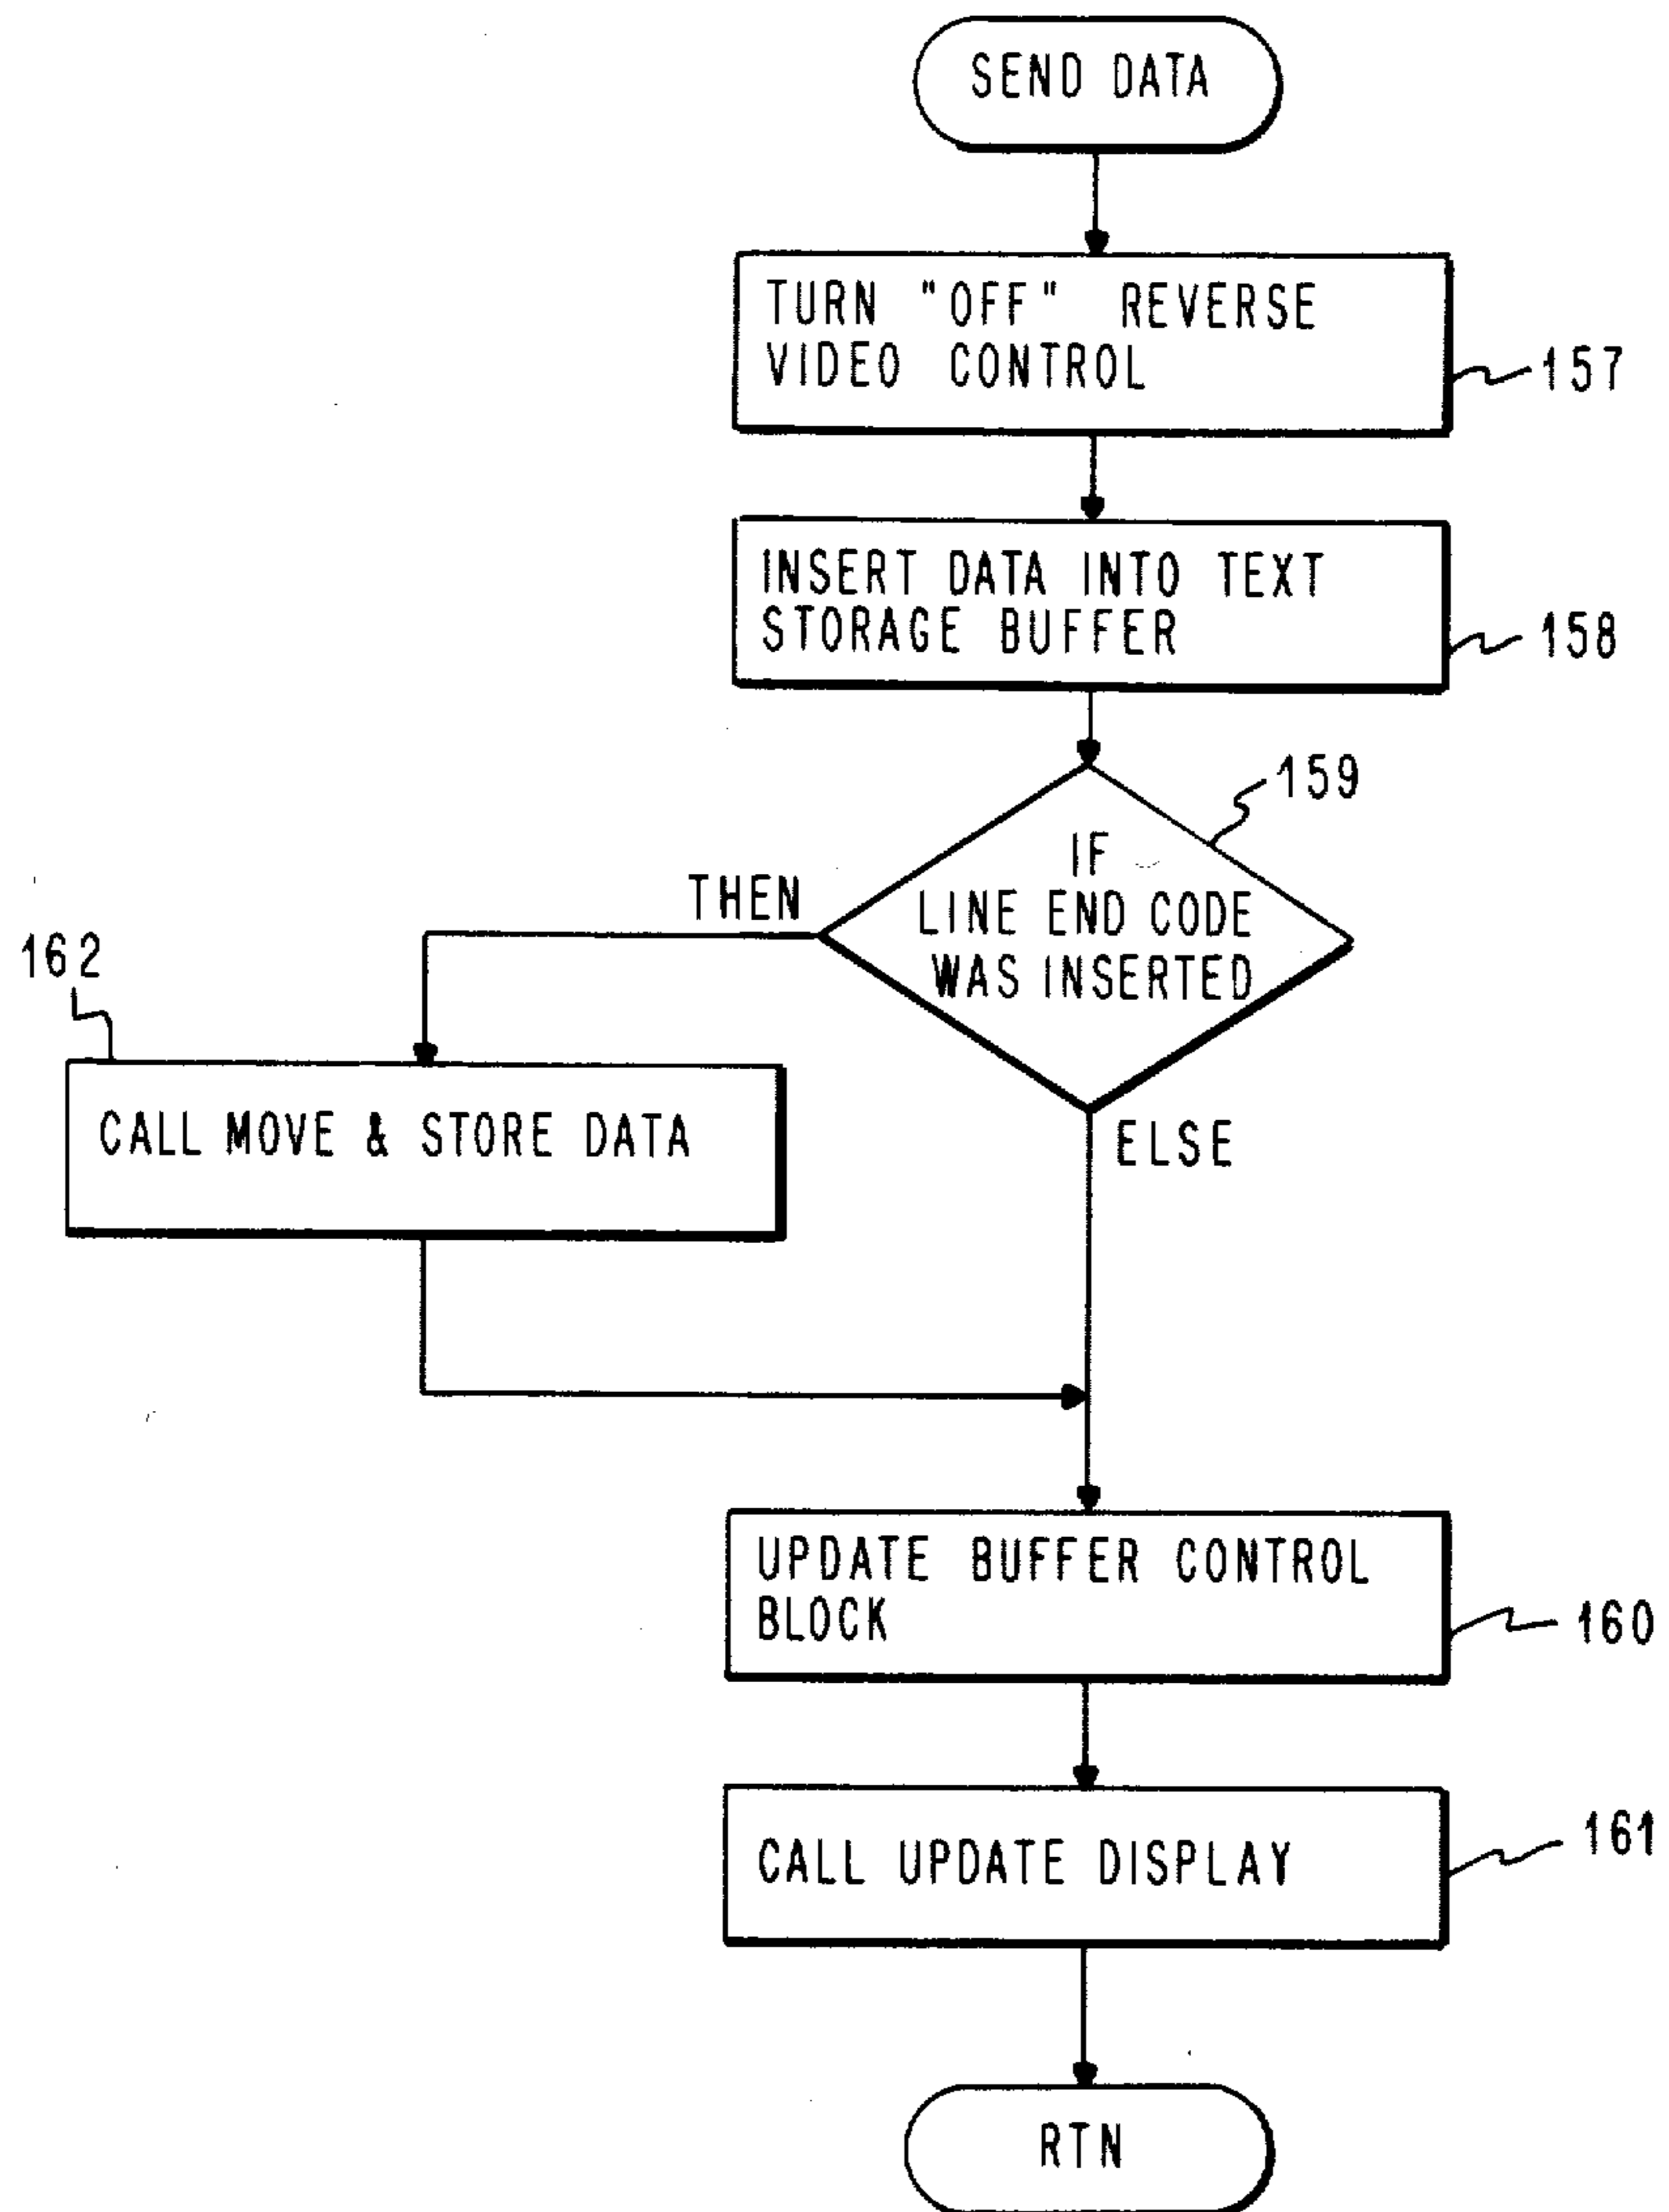 SEND DATA
TURN "OFF" REVERSE
VIDEO CONTROL
157
INSERT DATA INTO TEXT
STORAGE BUFFER
158
159
IF
LINE END CODE
WAS INSERTED
THEN
162
CALL MOVE & STORE DATA
ELSE
UPDATE BUFFER CONTROL
BLOCK
160
CALL UPDATE DISPLAY
161
RTN